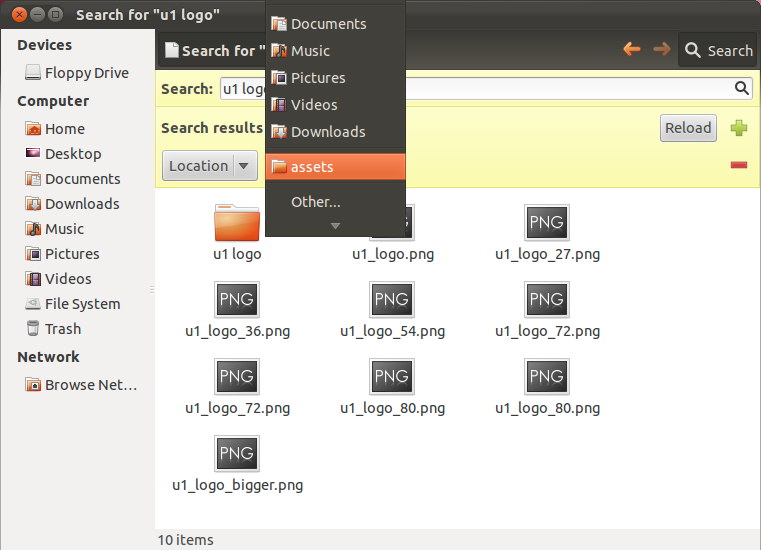 Search for "u1 logo"
Devices
Floppy Drive
Computer
Home
Desktop
Documents
Downloads
Music
Pictures
Videos
File System
Trash
Network
Browse Net...
Search for "
Search
Search:
u1 logo
Search results
Reload
Location
Documents
Music
Pictures
Videos
Downloads
assets
Other...
PNG
u1 logo
u1_logo.png
PNG
u1_logo_27.png
PNG
u1_logo_36.png
PNG
u1_logo_54.png
PNG
u1_logo_72.png
PNG
u1_logo_72.png
PNG
u1_logo_80.png
PNG
u1_logo_80.png
PNG
u1_logo_bigger.png
10 items